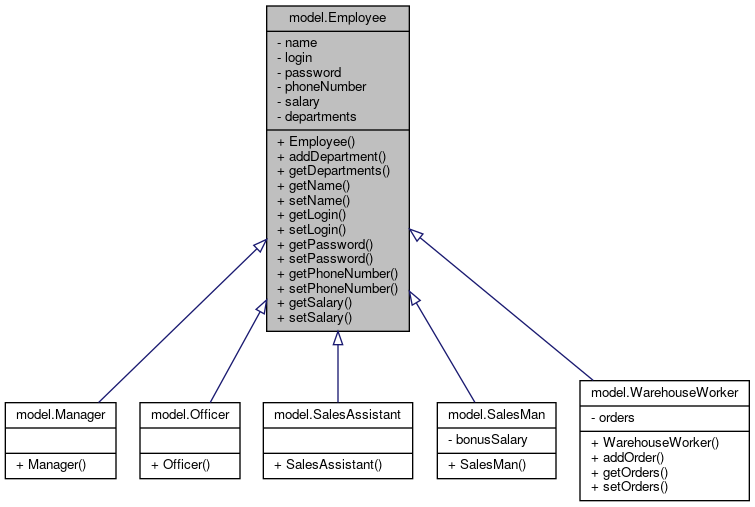 model.Employee
- name
- login
- password
- phoneNumber
- salary
- departments
+ Employee()
+ addDepartment()
+ getDepartments()
+ getName()
+ setName()
+ getLogin()
+ setLogin()
+ getPassword()
+ setPassword()
+ getPhoneNumber()
+ setPhoneNumber()
+ getSalary()
+ setSalary()
model.Manager
+ Manager()
model.Officer
+ Officer()
model.SalesAssistant
+ SalesAssistant()
model.SalesMan
- bonusSalary
+ SalesMan()
model.WarehouseWorker
- orders
+ WarehouseWorker()
+ addOrder()
+ getOrders()
+ setOrders()